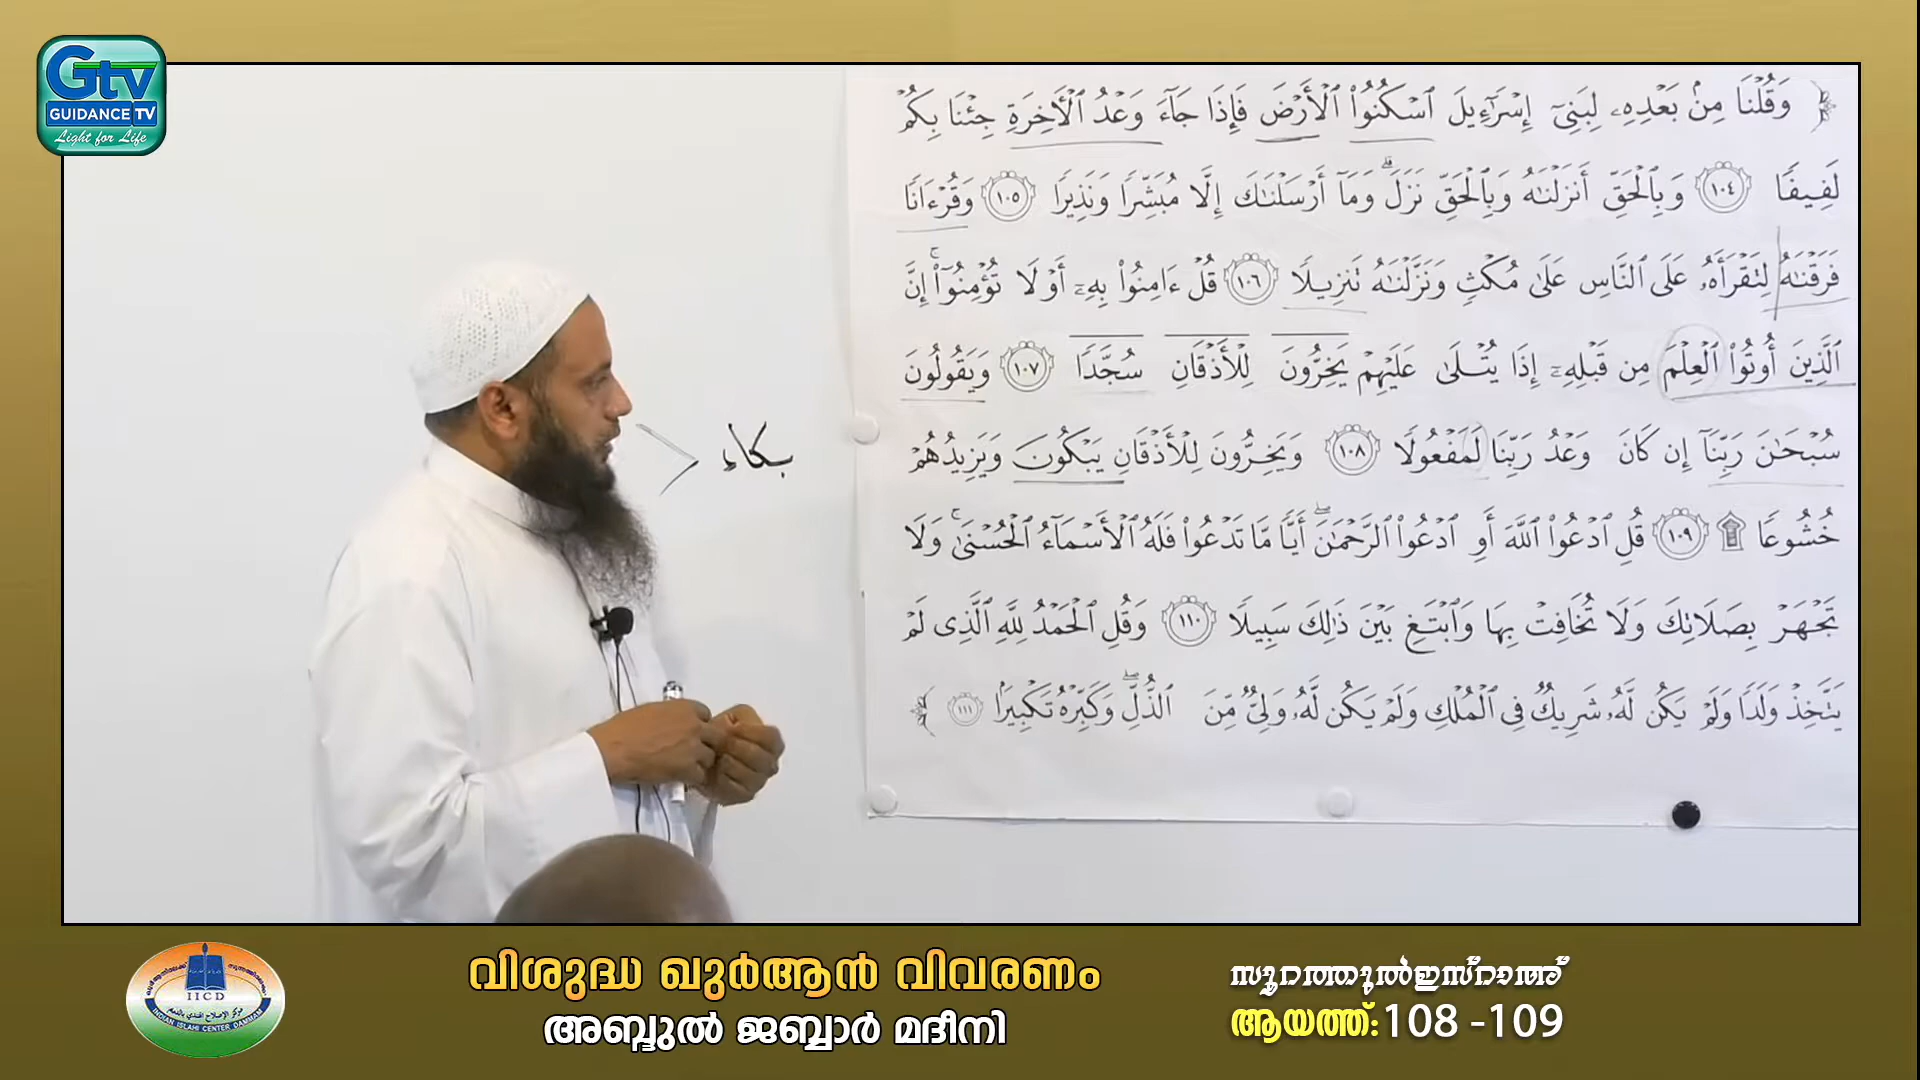 Gtv
GUIDANCE TV
Light for Life
وَقُلْنَا مِنۢ بَعْدِهِۦ لِبَنِىٓ إِسْرَٰٓءِيلَ ٱسْكُنُوا۟ ٱلْأَرْضَ فَإِذَا جَآءَ وَعْدُ ٱلْـَٔاخِرَةِ جِئْنَا بِكُمْ
لَفِيفًا ١٠٤ وَبِٱلْحَقِّ أَنزَلْنَٰهُ وَبِٱلْحَقِّ نَزَلَ ۗ وَمَآ أَرْسَلْنَٰكَ إِلَّا مُبَشِّرًا وَنَذِيرًا ١٠٥ وَقُرْءَانًا
فَرَقْنَٰهُ لِتَقْرَأَهُۥ عَلَى ٱلنَّاسِ عَلَىٰ مُكْثٍ وَنَزَّلْنَٰهُ تَنزِيلًا ١٠٦ قُلْ ءَامِنُوا۟ بِهِۦٓ أَوْ لَا تُؤْمِنُوٓا۟ ۚ إِنَّ
ٱلَّذِينَ أُوتُوا۟ ٱلْعِلْمَ مِن قَبْلِهِۦٓ إِذَا يُتْلَىٰ عَلَيْهِمْ يَخِرُّونَ لِلْأَذْقَانِ سُجَّدًا ١٠٧ وَيَقُولُونَ
سُبْحَٰنَ رَبِّنَآ إِن كَانَ وَعْدُ رَبِّنَا لَمَفْعُولًا ١٠٨ وَيَخِرُّونَ لِلْأَذْقَانِ يَبْكُونَ وَيَزِيدُهُمْ
خُشُوعًا ۩ ١٠٩ قُلِ ٱدْعُوا۟ ٱللَّهَ أَوِ ٱدْعُوا۟ ٱلرَّحْمَٰنَ ۖ أَيًّا مَّا تَدْعُوا۟ فَلَهُ ٱلْأَسْمَآءُ ٱلْحُسْنَىٰ ۚ وَلَا
تَجْهَرْ بِصَلَاتِكَ وَلَا تُخَافِتْ بِهَا وَٱبْتَغِ بَيْنَ ذَٰلِكَ سَبِيلًا ١١٠ وَقُلِ ٱلْحَمْدُ لِلَّهِ ٱلَّذِى لَمْ
يَتَّخِذْ وَلَدًا وَلَمْ يَكُن لَّهُۥ شَرِيكٌ فِى ٱلْمُلْكِ وَلَمْ يَكُن لَّهُۥ وَلِىٌّ مِّنَ ٱلذُّلِّ ۖ وَكَبِّرْهُ تَكْبِيرًۢا ١١١
بكاء
IICD
INDIAN ISLAHI CENTER DAMMAM
വിശുദ്ധ ഖുർആൻ വിവരണം
അബ്ദുൽ ജബ്ബാർ മദീനി
സൂറത്തുൽഇസ്റാഅ്
ആയത്ത്:108 -109